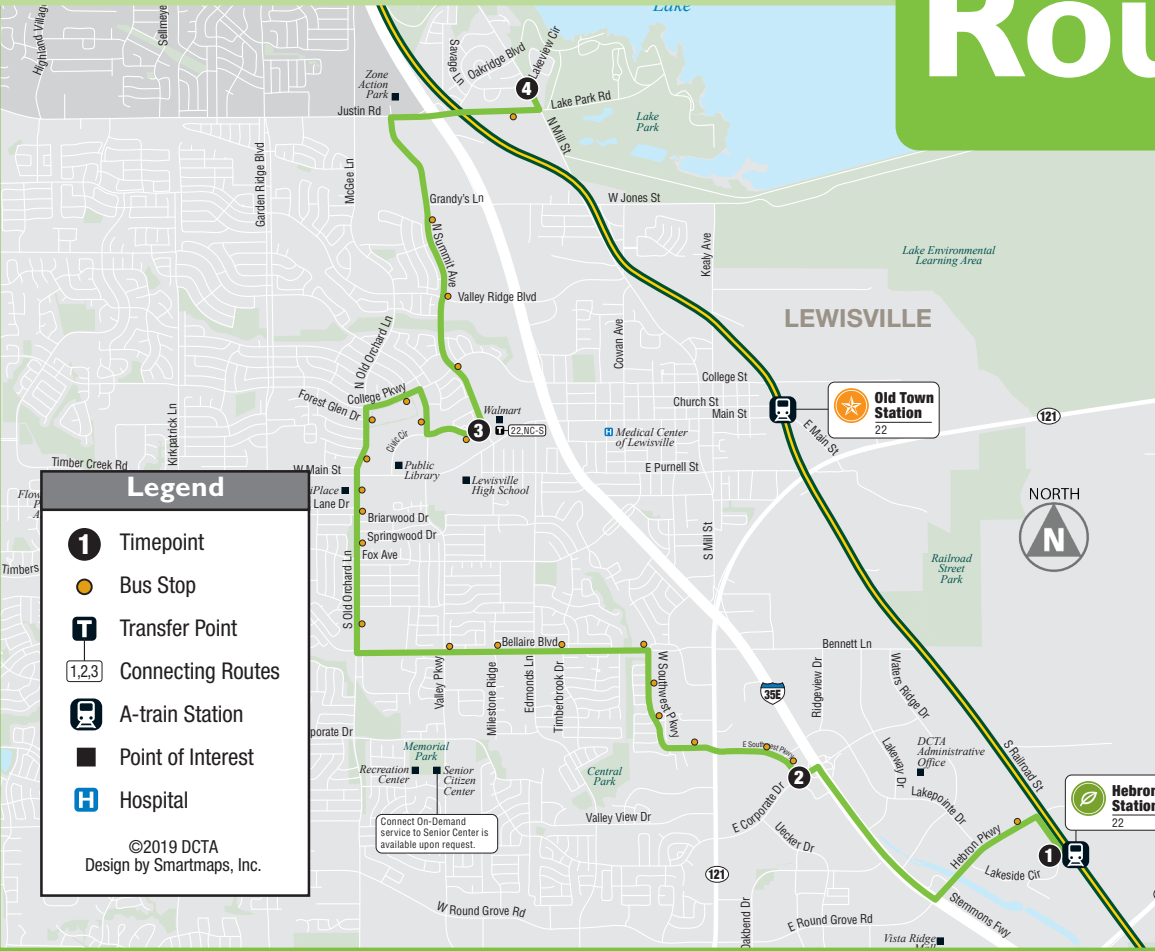 Lake
Rou
Highland Villag
Sellmeye
Savage Ln
Oakridge Blvd
Lakeview Cir
Zone
Action
Park
4
Justin Rd
Lake Park Rd
N Mill St
Lake
Park
Garden Ridge Blvd
McGee Ln
Grandy's Ln
W Jones St
N Summit Ave
Kealy Ave
Lake Environmental
Learning Area
Valley Ridge Blvd
LEWISVILLE
N Old Orchard Ln
Cowan Ave
College St
College Pkwy
Forest Glen Dr
Church St
Main St
Old Town
Station
22
E Main St
121
Walmart
3
T
22,NC-S
Kirkpatrick Ln
Civic Cir
H
Medical Center
of Lewisville
Timber Creek Rd
W Main St
Public
Library
E Purnell St
Lewisville
High School
iPlace
Lane Dr
Flow
P
A
Briarwood Dr
Springwood Dr
Fox Ave
Timbers
S Mill St
NORTH
N
Railroad
Street
Park
S Old Orchard Ln
Bellaire Blvd
Bennett Ln
Valley Pkwy
Milestone Ridge
Edmonds Ln
Timberbrook Dr
W Southwest Pkwy
35E
Ridgeview Dr
Waters Ridge Dr
porate Dr
E Southwest Pkwy
2
Lakeway Dr
DCTA
Administrative
Office
S Railroad St
Memorial
Park
Recreation
Center
Senior
Citizen
Center
Central
Park
E Corporate Dr
Lakepointe Dr
Hebron
Station
22
Connect On-Demand
service to Senior Center is
available upon request.
Valley View Dr
Uecker Dr
Hebron Pkwy
1
Lakeside Cir
121
W Round Grove Rd
Oakbend Dr
E Round Grove Rd
Stemmons Fwy
Vista Ridge
Mall
Legend
1
Timepoint
Bus Stop
T
Transfer Point
1,2,3
Connecting Routes
A-train Station
Point of Interest
H
Hospital
©2019 DCTA
Design by Smartmaps, Inc.